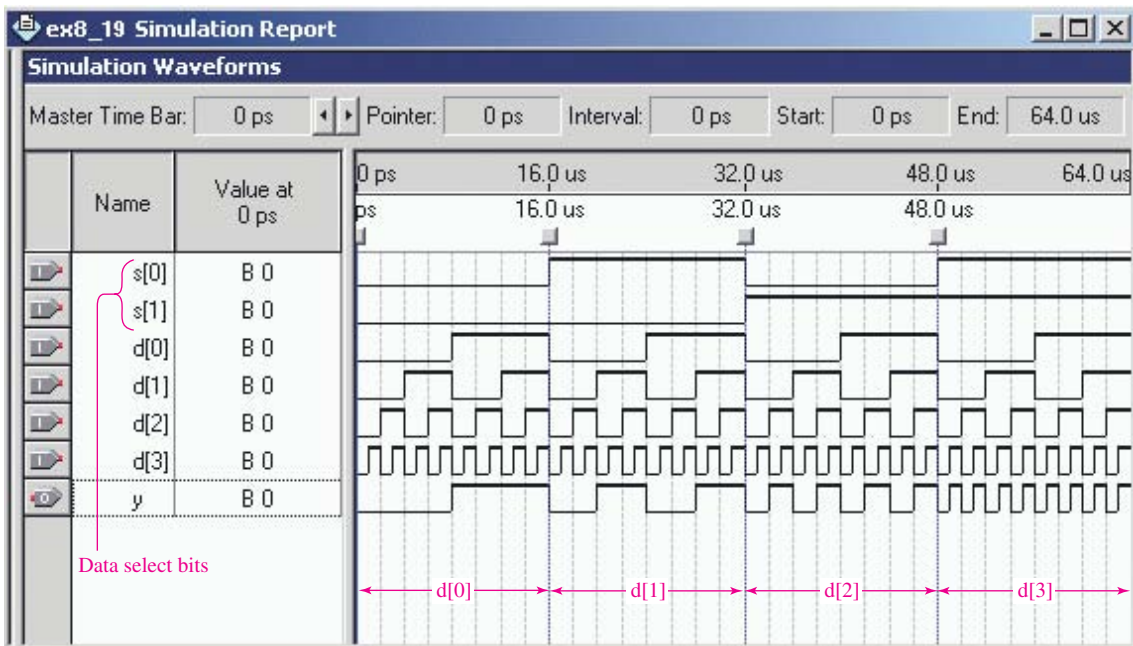 ex8_19 Simulation Report
Simulation Waveforms
Master Time Bar: 0 ps Pointer: 0 ps Interval: 0 ps Start: 0 ps End: 64.0 us
Name Value at 0 ps
0 ps 16.0 us 32.0 us 48.0 us 64.0 us
ps 16.0 us 32.0 us 48.0 us
s[0] B 0
s[1] B 0
d[0] B 0
d[1] B 0
d[2] B 0
d[3] B 0
y B 0
Data select bits
d[0] d[1] d[2] d[3]